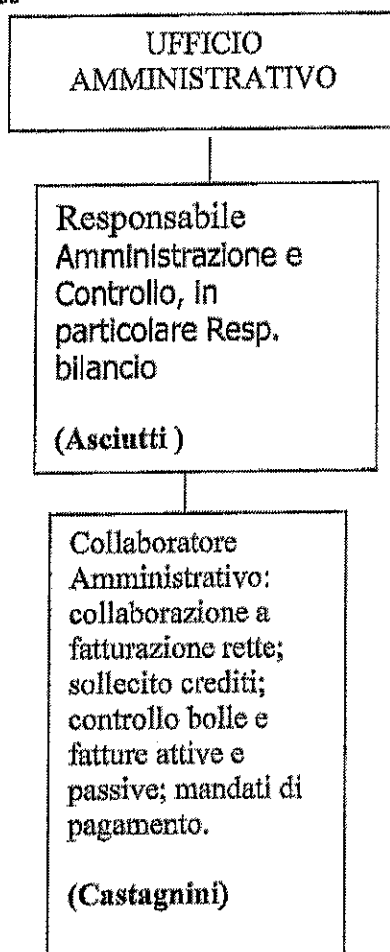 UFFICIO
AMMINISTRATIVO
Responsabile
Amministrazione e
Controllo, in
particolare Resp.
bilancio
(Asciutti )
Collaboratore
Amministrativo:
collaborazione a
fatturazione rette;
sollecito crediti;
controllo bolle e
fatture attive e
passive; mandati di
pagamento.
(Castagnini)